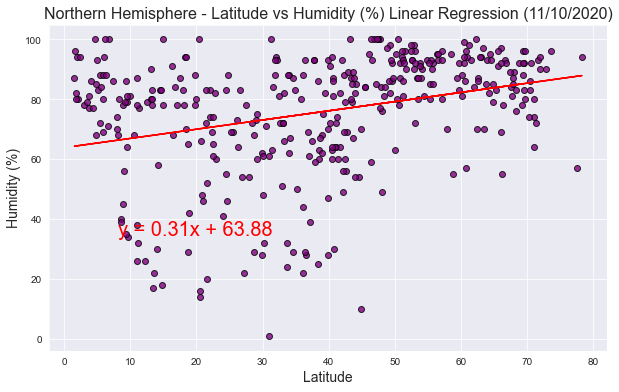 Northern Hemisphere - Latitude vs Humidity (%) Linear Regression (11/10/2020)
100
80
60
40
20
0
Humidity (%)
y = 0.31x + 63.88
0 10 20 30 40 50 60 70 80
Latitude